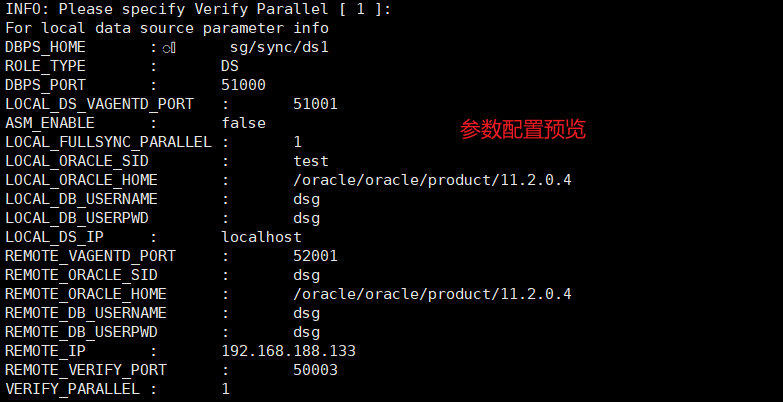 INFO: Please specify Verify Parallel [ 1 ]:
For local data source parameter info
DBPS_HOME : sg/sync/ds1
ROLE_TYPE : DS
DBPS_PORT : 51000
LOCAL_DS_VAGENTD_PORT : 51001
ASM_ENABLE : false
参数配置预览
LOCAL_FULLSYNC_PARALLEL : 1
LOCAL_ORACLE_SID : test
LOCAL_ORACLE_HOME : /oracle/oracle/product/11.2.0.4
LOCAL_DB_USERNAME : dsg
LOCAL_DB_USERPWD : dsg
LOCAL_DS_IP : localhost
REMOTE_VAGENTD_PORT : 52001
REMOTE_ORACLE_SID : dsg
REMOTE_ORACLE_HOME : /oracle/oracle/product/11.2.0.4
REMOTE_DB_USERNAME : dsg
REMOTE_DB_USERPWD : dsg
REMOTE_IP : 192.168.188.133
REMOTE_VERIFY_PORT : 50003
VERIFY_PARALLEL : 1